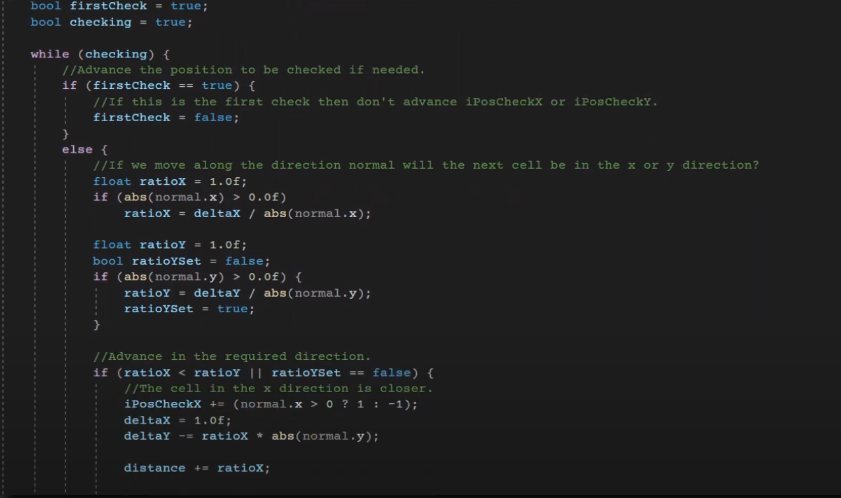 bool firstCheck = true;
bool checking = true;
while (checking) {
//Advance the position to be checked if needed.
if (firstCheck == true) {
//If this is the first check then don't advance iPosCheckX or iPosCheckY.
firstCheck = false;
}
else {
//If we move along the direction normal will the next cell be in the x or y direction?
float ratioX = 1.0f;
if (abs(normal.x) > 0.0f)
ratioX = deltaX / abs(normal.x);
float ratioY = 1.0f;
bool ratioYSet = false;
if (abs(normal.y) > 0.0f) {
ratioY = deltaY / abs(normal.y);
ratioYSet = true;
}
//Advance in the required direction.
if (ratioX < ratioY || ratioYSet == false) {
//The cell in the x direction is closer.
iPosCheckX += (normal.x > 0 ? 1 : -1);
deltaX = 1.0f;
deltaY -= ratioX * abs(normal.y);
distance += ratioX;